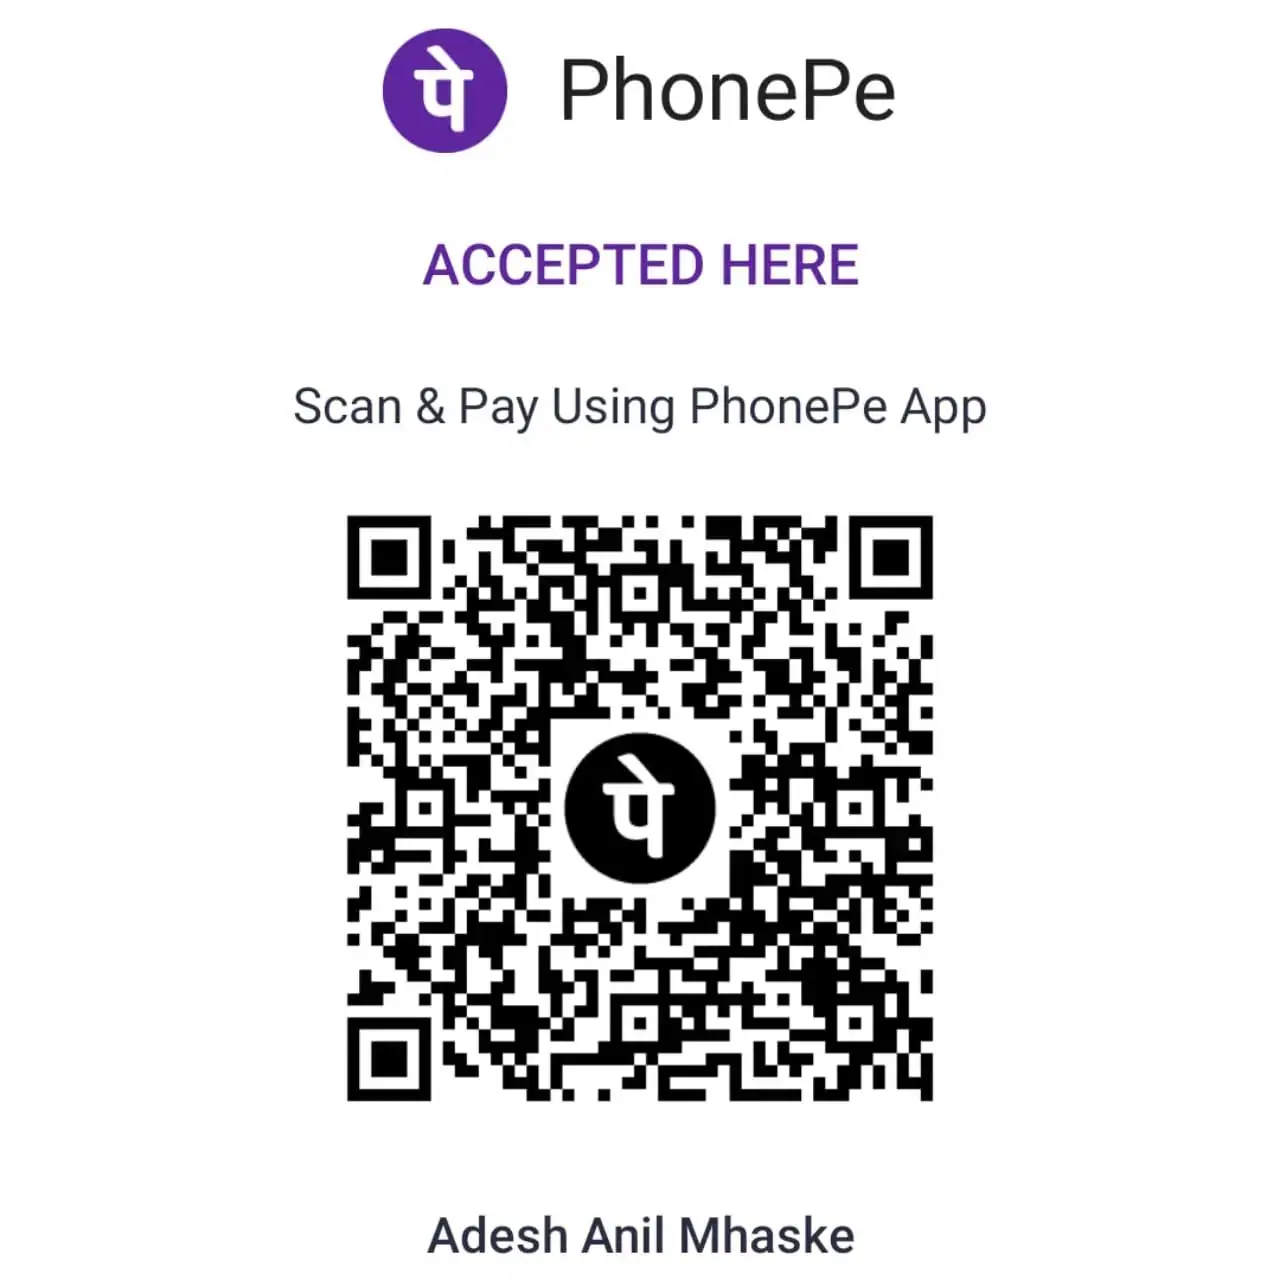 पे PhonePe
ACCEPTED HERE
Scan & Pay Using PhonePe App
पे
Adesh Anil Mhaske